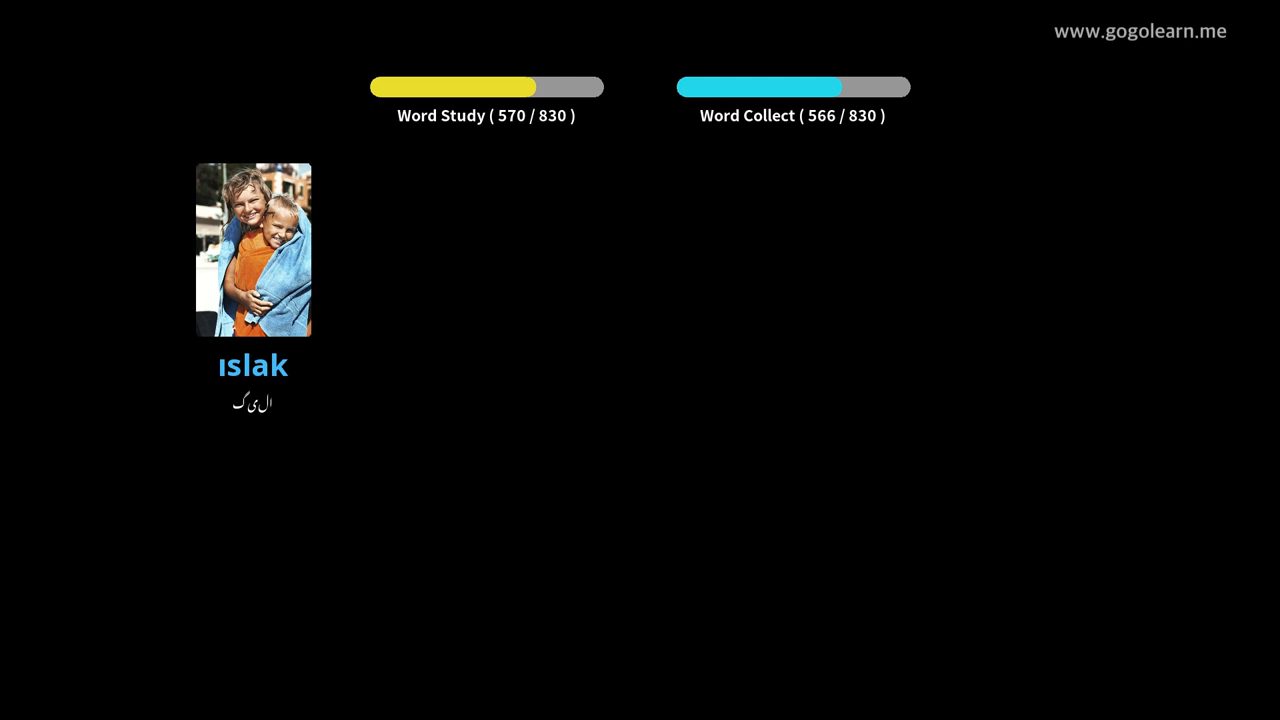 www.gogolearn.me
Word Study ( 570 / 830 )
Word Collect ( 566 / 830 )
ıslak
ال‌ی‌گ